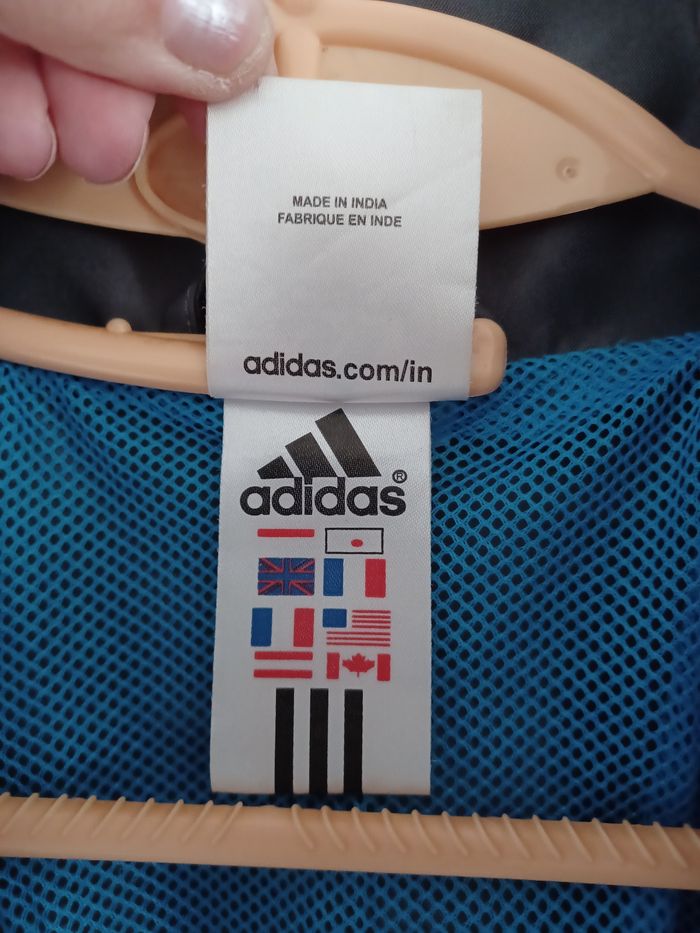 MADE IN INDIA
FABRIQUE EN INDE
adidas.com/in
adidas®